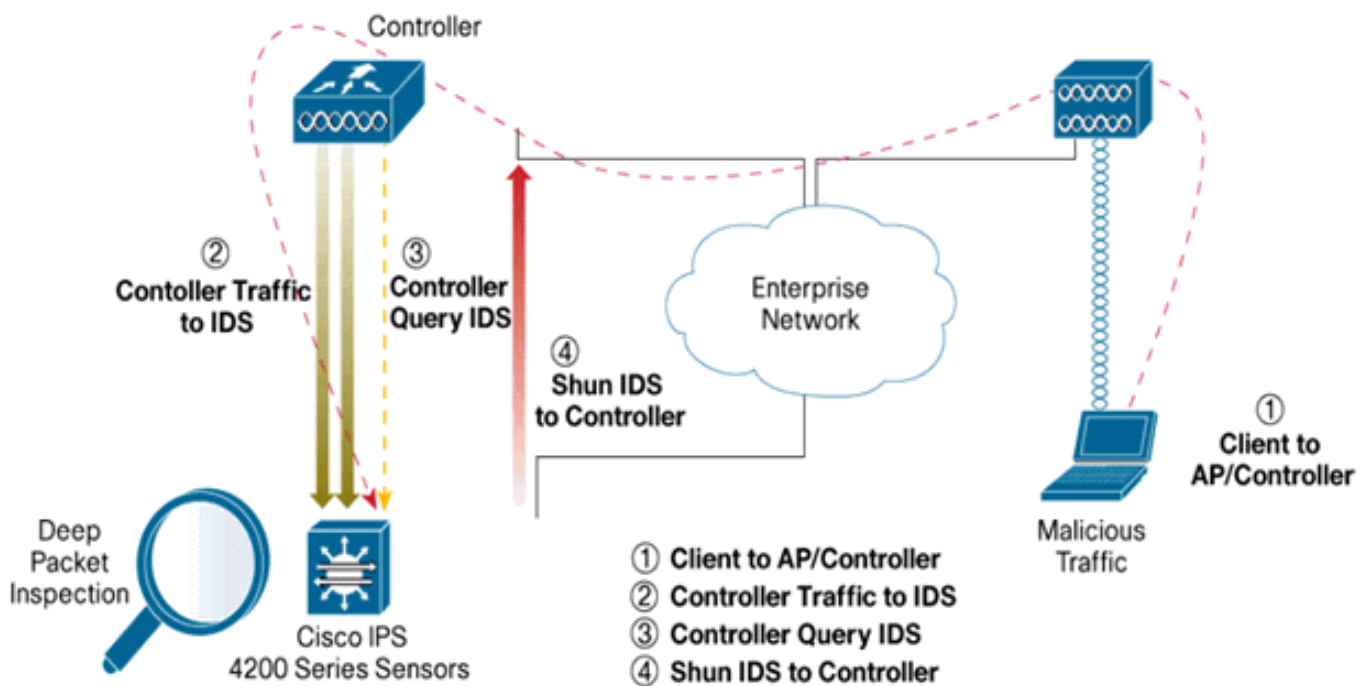 Controller
②
Contoller Traffic
to IDS
③
Controller
Query IDS
④
Shun IDS
to Controller
Enterprise
Network
①
Client to
AP/Controller
Malicious
Traffic
Deep
Packet
Inspection
Cisco IPS
4200 Series Sensors
① Client to AP/Controller
② Controller Traffic to IDS
③ Controller Query IDS
④ Shun IDS to Controller